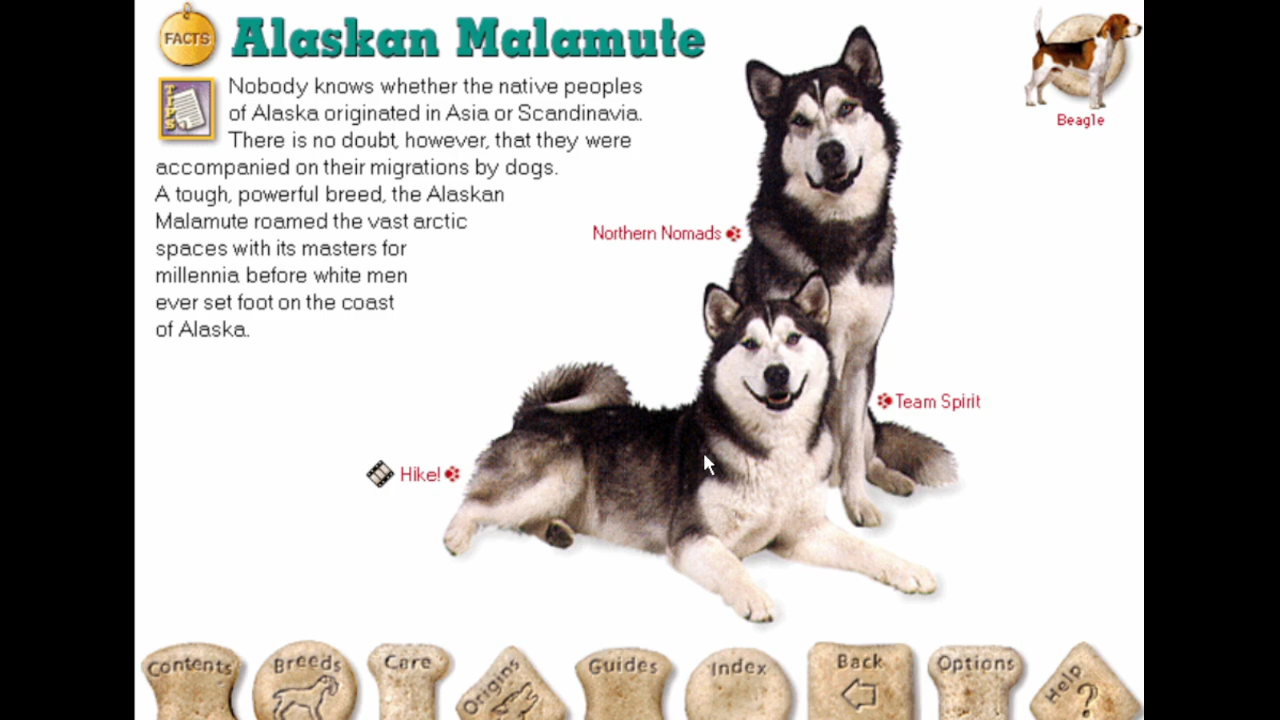 FACTS
Alaskan Malamute
TIPS
Nobody knows whether the native peoples
of Alaska originated in Asia or Scandinavia.
There is no doubt, however, that they were
accompanied on their migrations by dogs.
A tough, powerful breed, the Alaskan
Malamute roamed the vast arctic
spaces with its masters for
millennia before white men
ever set foot on the coast
of Alaska.
Beagle
Northern Nomads
Team Spirit
Hike!
Contents
Breeds
Care
Origins
Guides
Index
Back
Options
Help
?